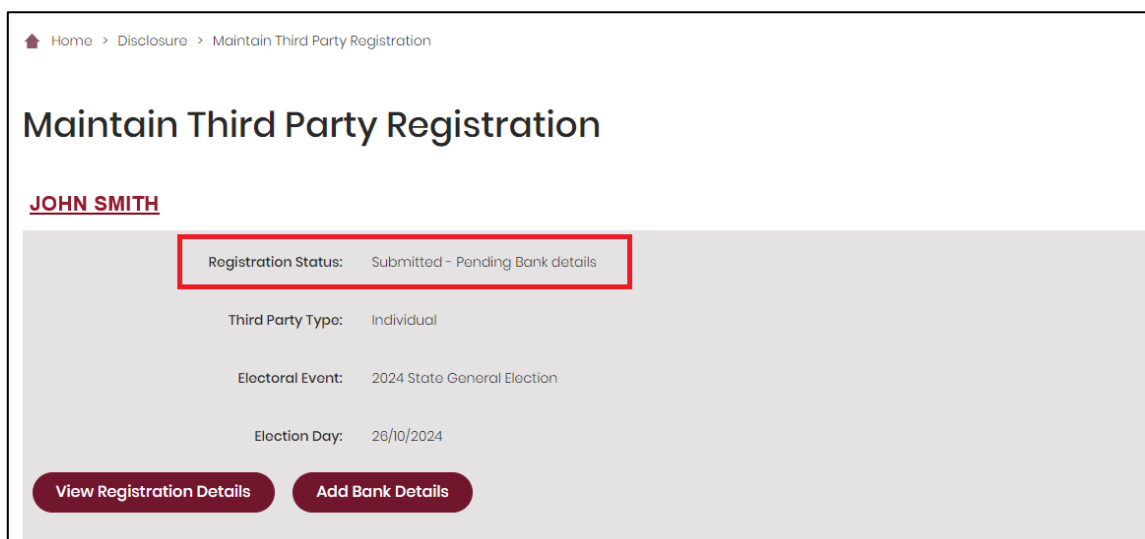 Home > Disclosure > Maintain Third Party Registration
Maintain Third Party Registration
JOHN SMITH
Registration Status: Submitted - Pending Bank details
Third Party Type: Individual
Electoral Event: 2024 State General Election
Election Day: 26/10/2024
View Registration Details Add Bank Details